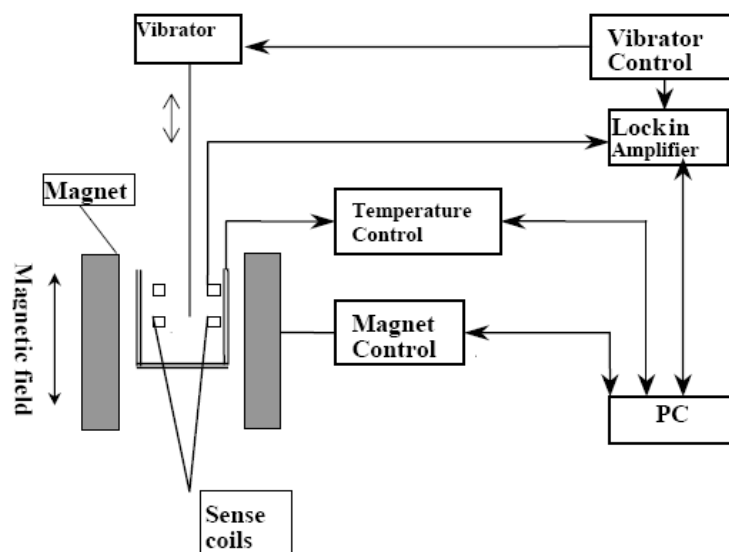 Vibrator
Vibrator
Control
Lockin
Amplifier
Magnet
Temperature
Control
Magnetic field
Magnet
Control
PC
Sense
coils